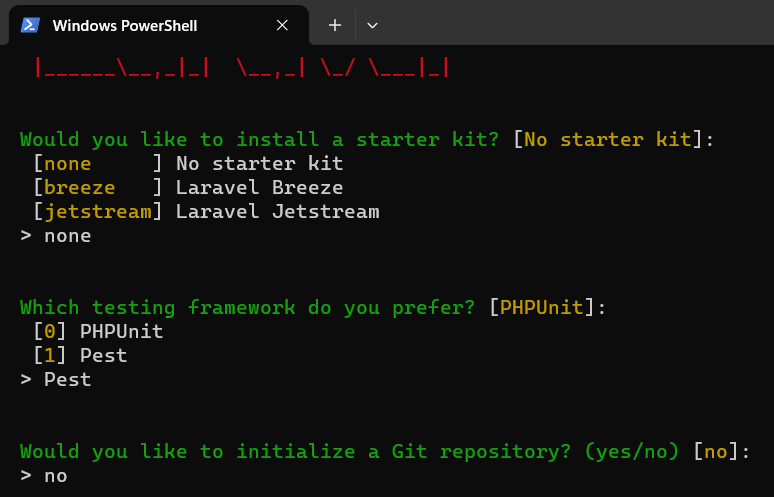 Windows PowerShell
|______\__,_|_|  \__,_| \_/ \___|_|
Would you like to install a starter kit? [No starter kit]:
[none     ] No starter kit
[breeze   ] Laravel Breeze
[jetstream] Laravel Jetstream
> none
Which testing framework do you prefer? [PHPUnit]:
[0] PHPUnit
[1] Pest
> Pest
Would you like to initialize a Git repository? (yes/no) [no]:
> no